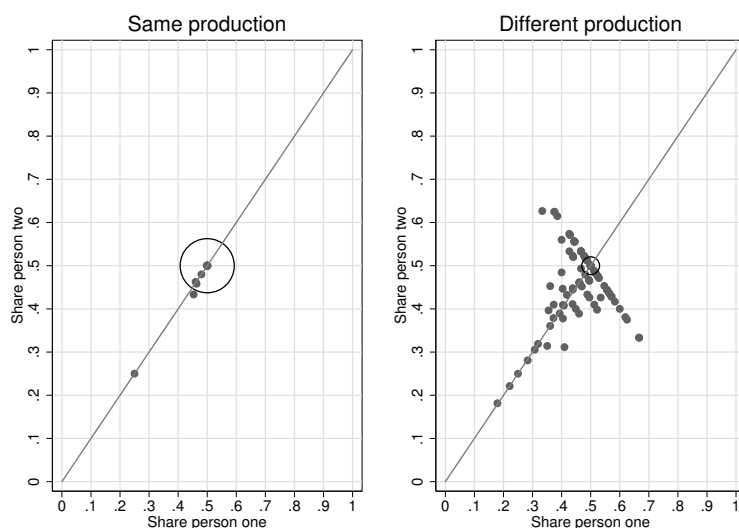 Same production
Share person two
0 .1 .2 .3 .4 .5 .6 .7 .8 .9 1
0 .1 .2 .3 .4 .5 .6 .7 .8 .9 1
Share person one
Different production
Share person two
0 .1 .2 .3 .4 .5 .6 .7 .8 .9 1
0 .1 .2 .3 .4 .5 .6 .7 .8 .9 1
Share person one